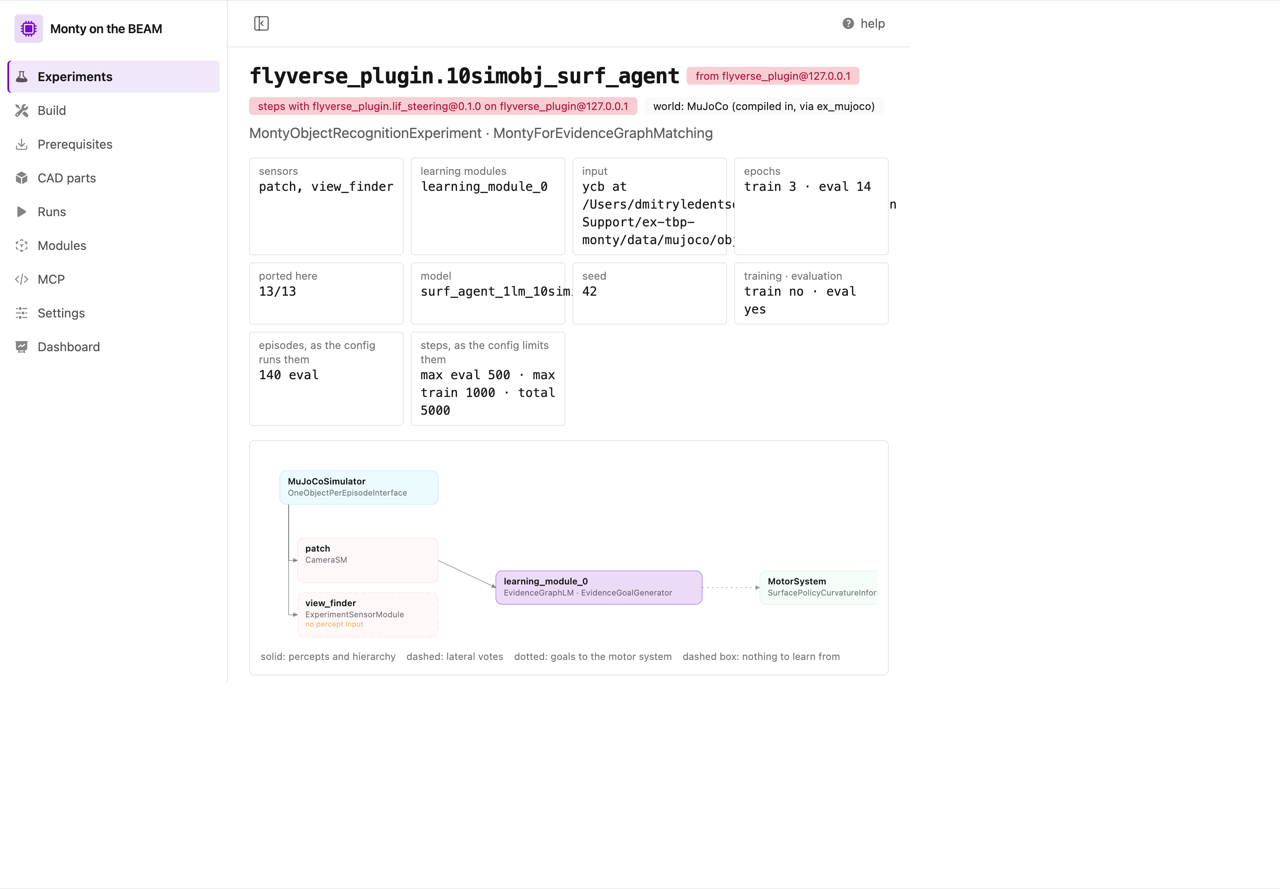 Monty on the BEAM
help
Experiments
Build
Prerequisites
CAD parts
Runs
Modules
MCP
Settings
Dashboard
flyverse_plugin.10simobj_surf_agent
from flyverse_plugin@127.0.0.1
steps with flyverse_plugin.lif_steering@0.1.0 on flyverse_plugin@127.0.0.1
world: MuJoCo (compiled in, via ex_mujoco)
MontyObjectRecognitionExperiment · MontyForEvidenceGraphMatching
sensors
patch, view_finder
learning modules
learning_module_0
input
ycb at
/Users/dmitryledentso
Support/ex-tbp-
monty/data/mujoco/obj
epochs
train 3 · eval 14
n
ported here
13/13
model
surf_agent_1lm_10sim
seed
42
training · evaluation
train no · eval
yes
episodes, as the config
runs them
140 eval
steps, as the config limits
them
max eval 500 · max
train 1000 · total
5000
MuJoCoSimulator
OneObjectPerEpisodeInterface
patch
CameraSM
view_finder
ExperimentSensorModule
no percept input
learning_module_0
EvidenceGraphLM · EvidenceGoalGenerator
MotorSystem
SurfacePolicyCurvatureInfor
solid: percepts and hierarchy
dashed: lateral votes
dotted: goals to the motor system
dashed box: nothing to learn from